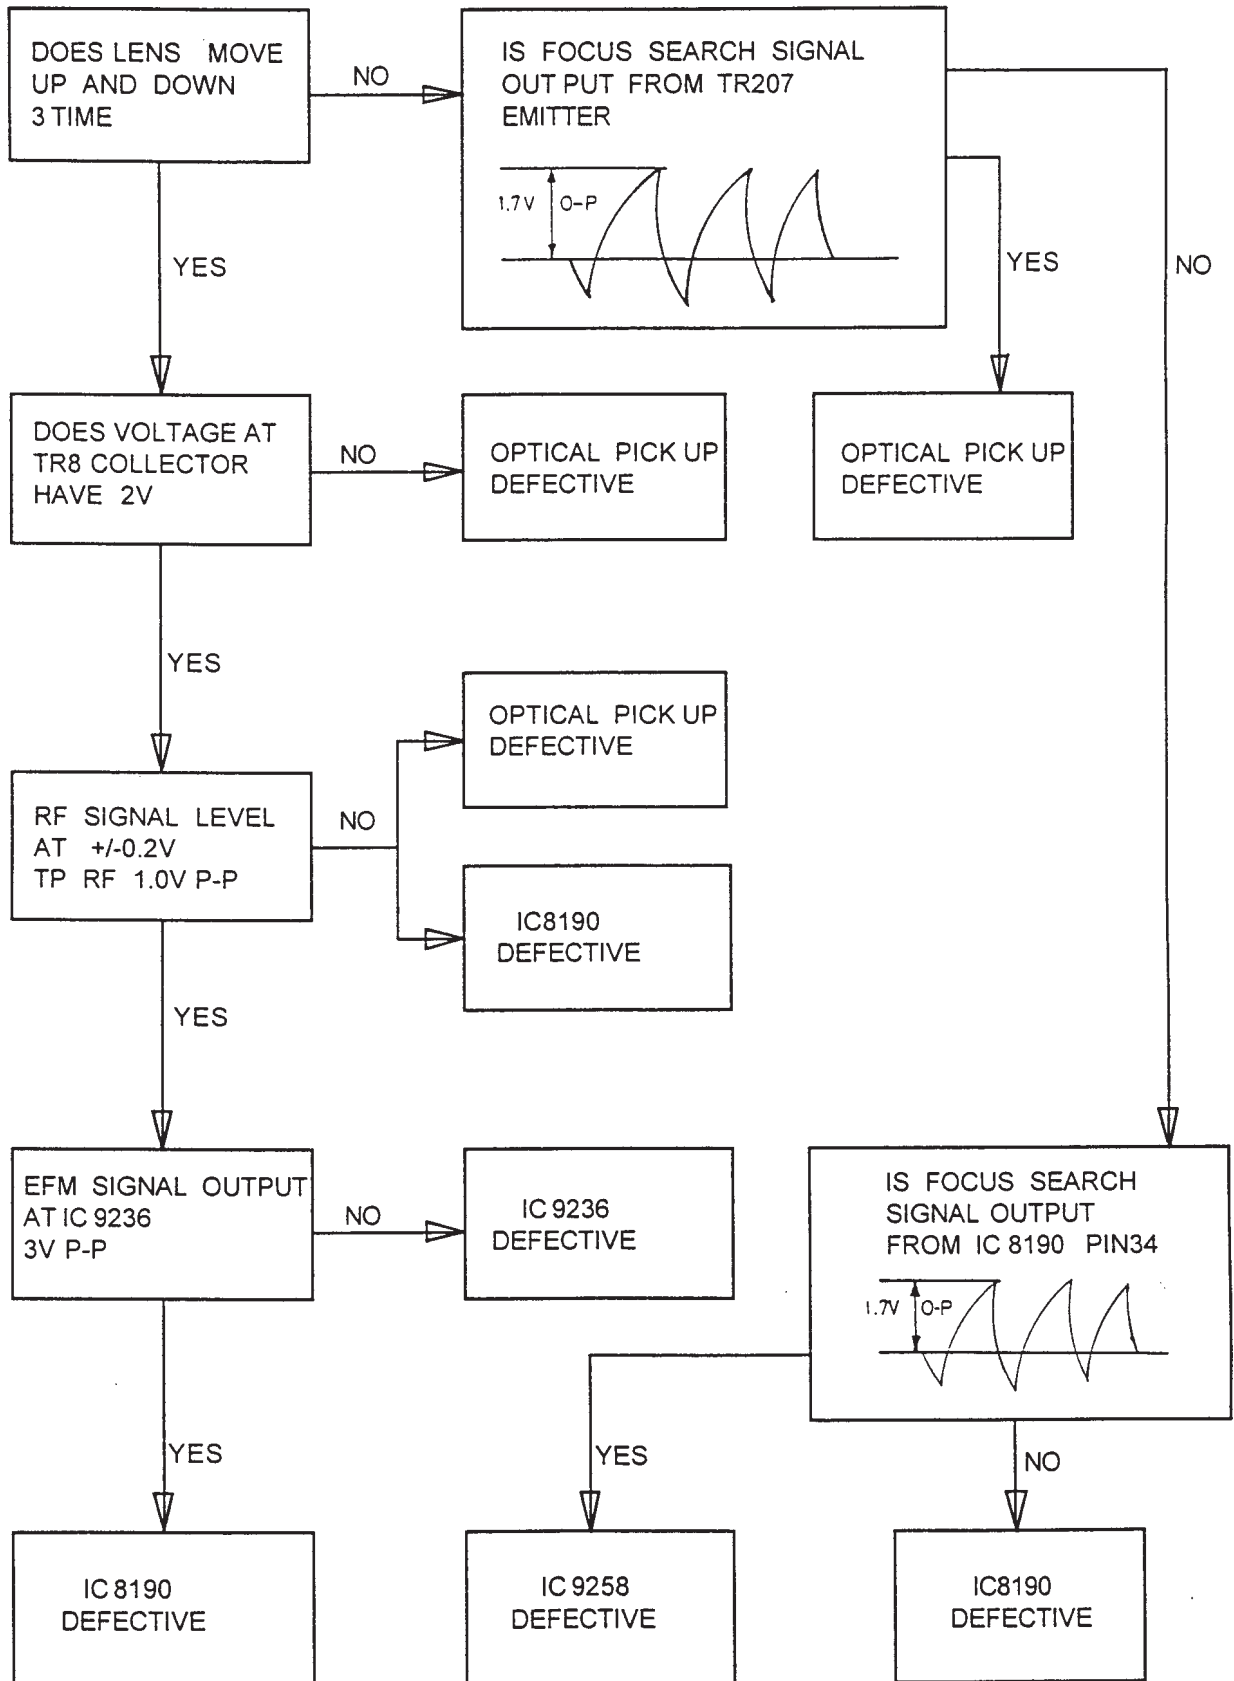 DOES LENS MOVE
UP AND DOWN
3 TIME
NO
IS FOCUS SEARCH SIGNAL
OUT PUT FROM TR207
EMITTER
1.7V
O-P
YES
YES
NO
DOES VOLTAGE AT
TR8 COLLECTOR
HAVE 2V
NO
OPTICAL PICK UP
DEFECTIVE
OPTICAL PICK UP
DEFECTIVE
YES
RF SIGNAL LEVEL
AT +/-0.2V
TP RF 1.0V P-P
NO
OPTICAL PICK UP
DEFECTIVE
IC8190
DEFECTIVE
YES
EFM SIGNAL OUTPUT
AT IC 9236
3V P-P
NO
IC 9236
DEFECTIVE
IS FOCUS SEARCH
SIGNAL OUTPUT
FROM IC 8190 PIN34
1.7V
O-P
YES
YES
NO
IC 8190
DEFECTIVE
IC 9258
DEFECTIVE
IC8190
DEFECTIVE